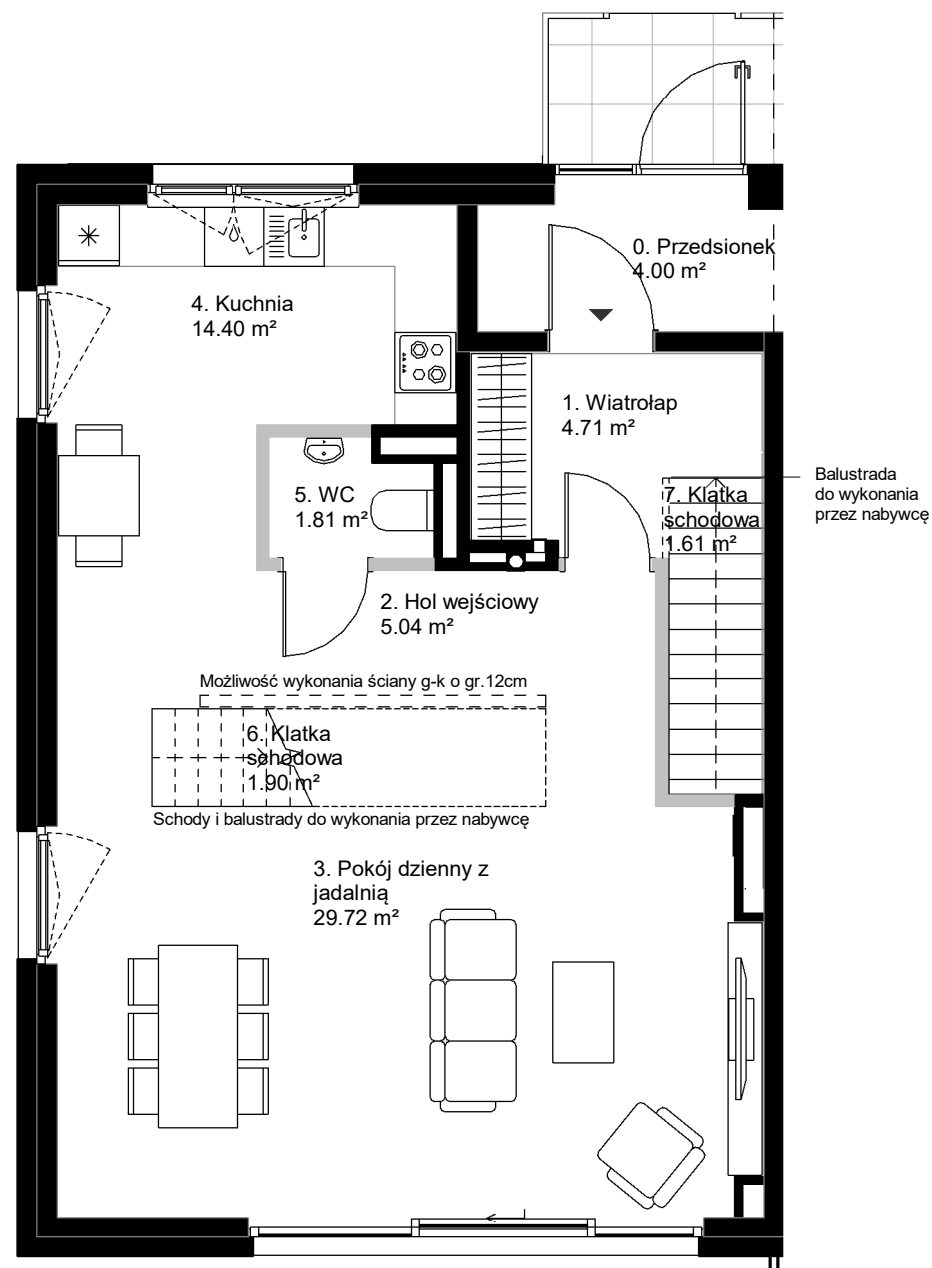 0. Przedsionek
4.00 m²
4. Kuchnia
14.40 m²
1. Wiatrołap
4.71 m²
Balustrada
do wykonania
przez nabywcę
7. Klatka
schodowa
1.61 m²
5. WC
1.81 m²
2. Hol wejściowy
5.04 m²
Możliwość wykonania ściany g-k o gr.12cm
6. Klatka
schodowa
1.90 m²
Schody i balustrady do wykonania przez nabywcę
3. Pokój dzienny z
jadalnią
29.72 m²